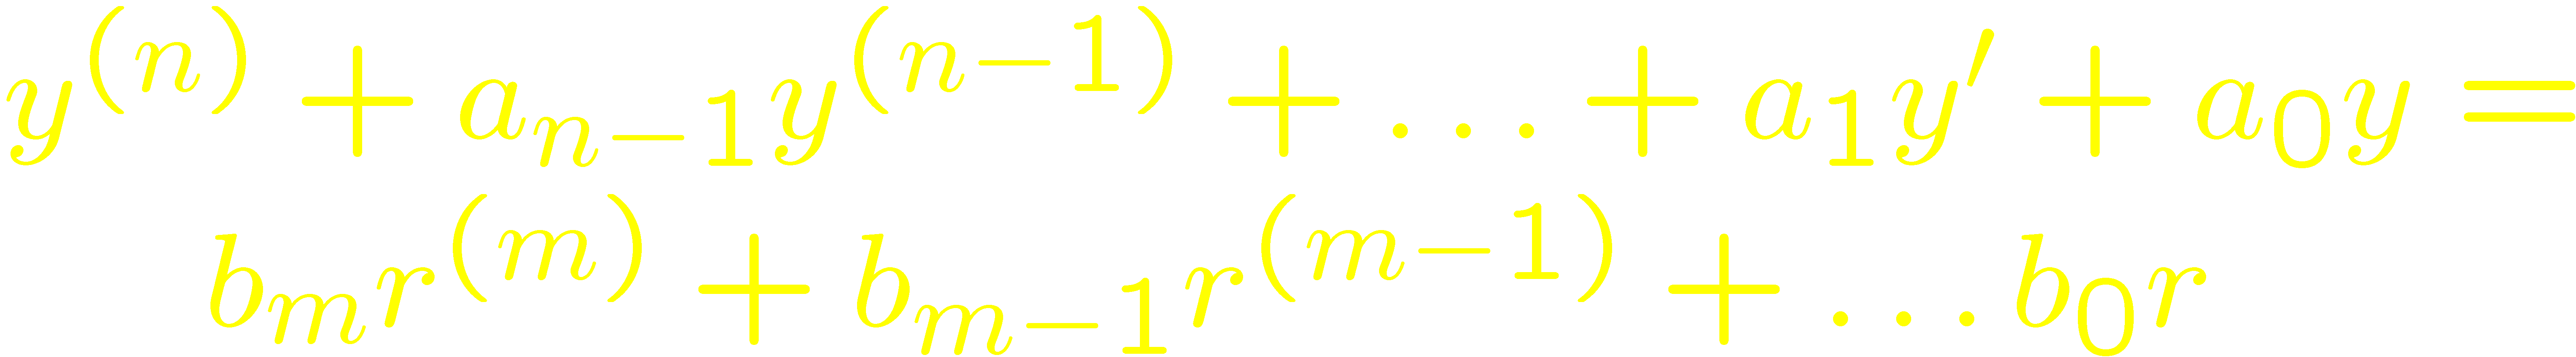 y^{(n)} + a_{n-1}y^{(n-1)} + ... + a_1y' + a_0y =
b_mr^{(m)} + b_{m-1}r^{(m-1)} + ... b_0r